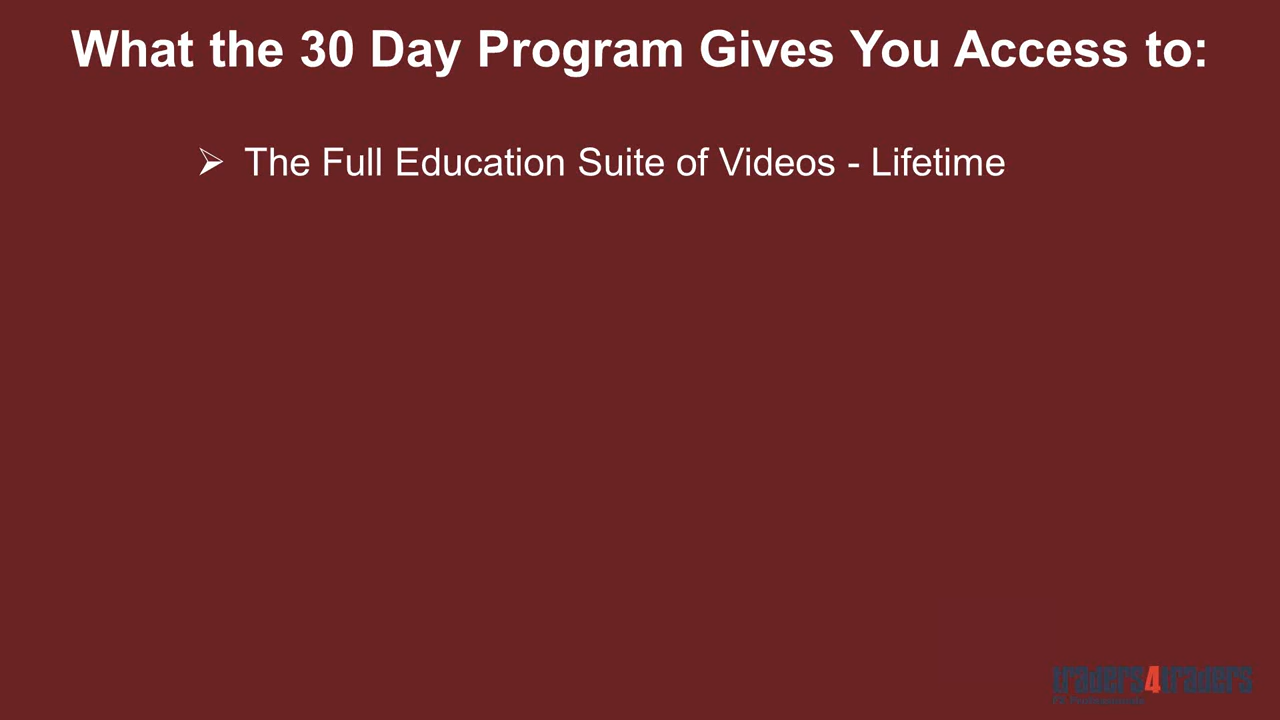 What the 30 Day Program Gives You Access to:
➢ The Full Education Suite of Videos - Lifetime
traders4traders